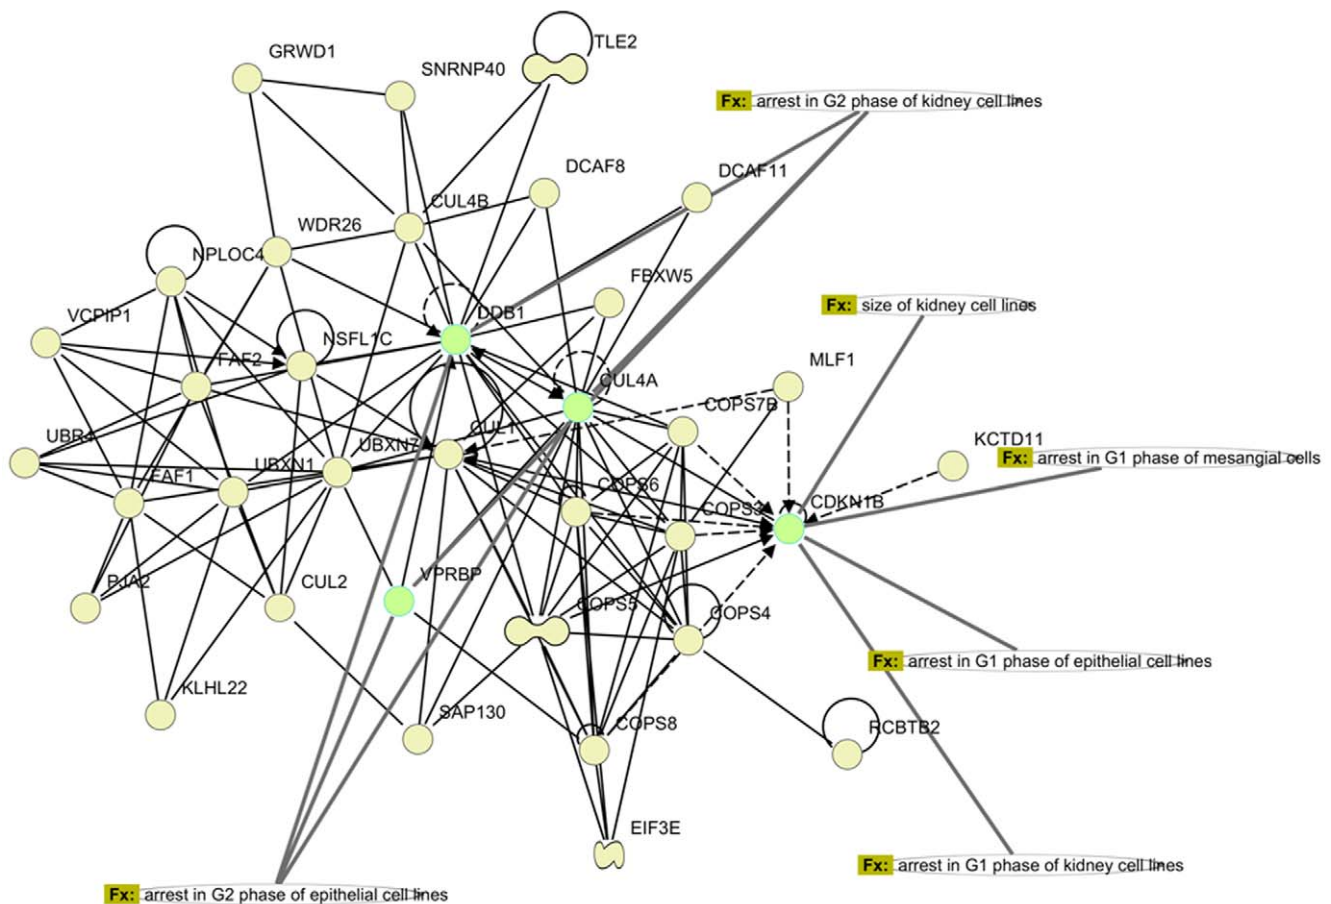 TLE2
GRWD1
SNRNP40
Fx: arrest in G2 phase of kidney cell lines
DCAF8
DCAF11
CUL4B
WDR26
NPLOC4
FBXW5
Fx: size of kidney cell lines
VCPIP1
DDB1
NSFL1C
FAF2
MLF1
CUL4A
COPS7B
UBR4
UBXN7
CUL1
KCTD11
Fx: arrest in G1 phase of mesangial cells
FAF1
UBXN1
COPS6
COPS3
CDKN1B
PJA2
CUL2
VPRBP
COPS5
COPS4
Fx: arrest in G1 phase of epithelial cell lines
KLHL22
SAP130
COPS8
RCBTB2
EIF3E
Fx: arrest in G1 phase of kidney cell lines
Fx: arrest in G2 phase of epithelial cell lines